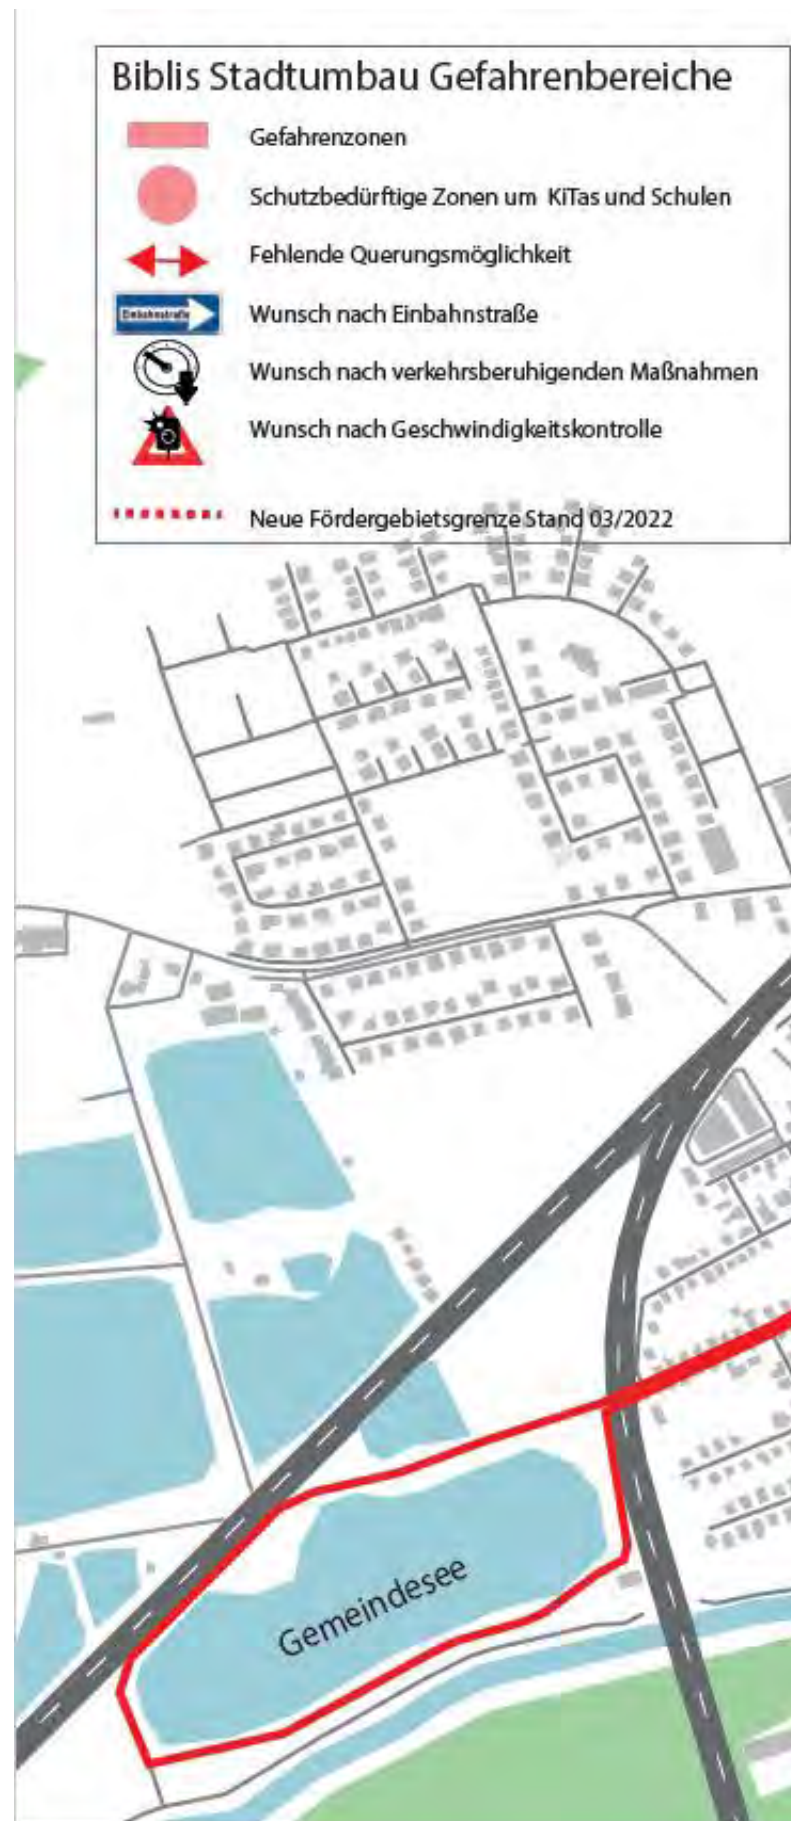 Biblis Stadtumbau Gefahrenbereiche
Gefahrenzonen
Schutzbedürftige Zonen um KiTas und Schulen
Fehlende Querungsmöglichkeit
Einbahnstraße
Wunsch nach Einbahnstraße
Wunsch nach verkehrsberuhigenden Maßnahmen
Wunsch nach Geschwindigkeitskontrolle
Neue Fördergebietsgrenze Stand 03/2022
Gemeindesee